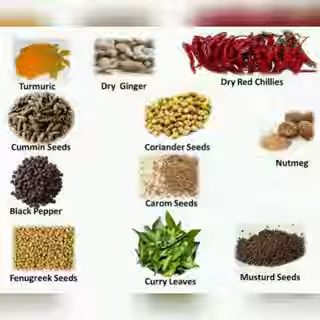 Turmuric
Dry Ginger
Dry Red Chillies
Cummin Seeds
Coriander Seeds
Nutmeg
Carom Seeds
Black Pepper
Fenugreek Seeds
Curry Leaves
Musturd Seeds